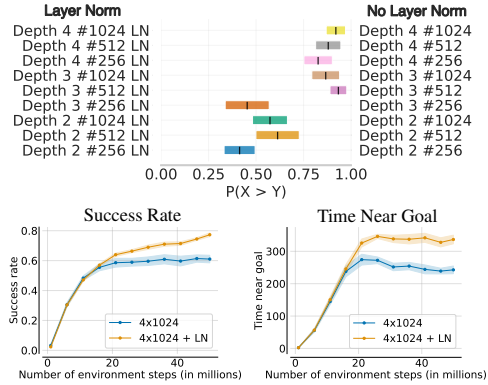 Layer Norm
No Layer Norm
Depth 4 #1024 LN
Depth 4 #1024
Depth 4 #512 LN
Depth 4 #512
Depth 4 #256 LN
Depth 4 #256
Depth 3 #1024 LN
Depth 3 #1024
Depth 3 #512 LN
Depth 3 #512
Depth 3 #256 LN
Depth 3 #256
Depth 2 #1024 LN
Depth 2 #1024
Depth 2 #512 LN
Depth 2 #512
Depth 2 #256 LN
Depth 2 #256
0.00 0.25 0.50 0.75 1.00
P(X > Y)
Success Rate
Success rate
0.8
0.6
0.4
0.2
0.0
4x1024
4x1024 + LN
0 20 40
Number of environment steps (in millions)
Time Near Goal
Time near goal
300
200
100
0
4x1024
4x1024 + LN
0 20 40
Number of environment steps (in millions)